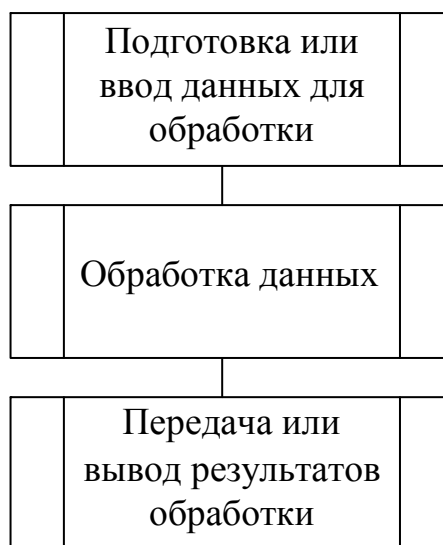 Подготовка или
ввод данных для
обработки
Обработка данных
Передача или
вывод результатов
обработки